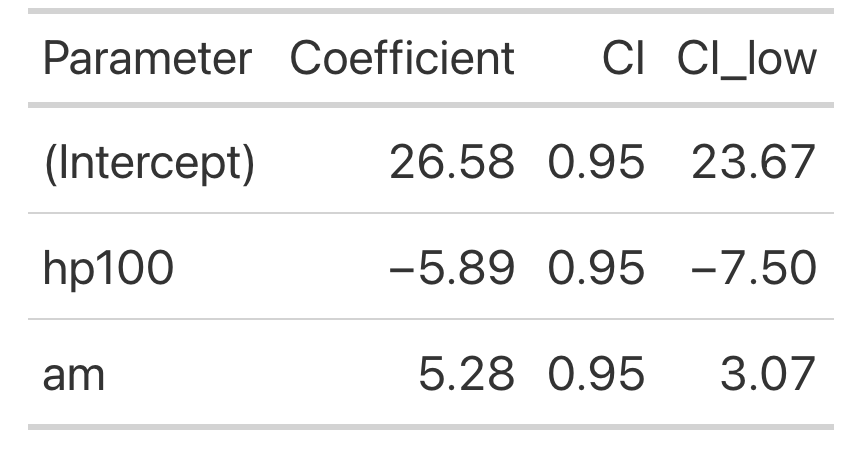 Parameter Coefficient CI CI_low
(Intercept) 26.58 0.95 23.67
hp100 −5.89 0.95 −7.50
am 5.28 0.95 3.07